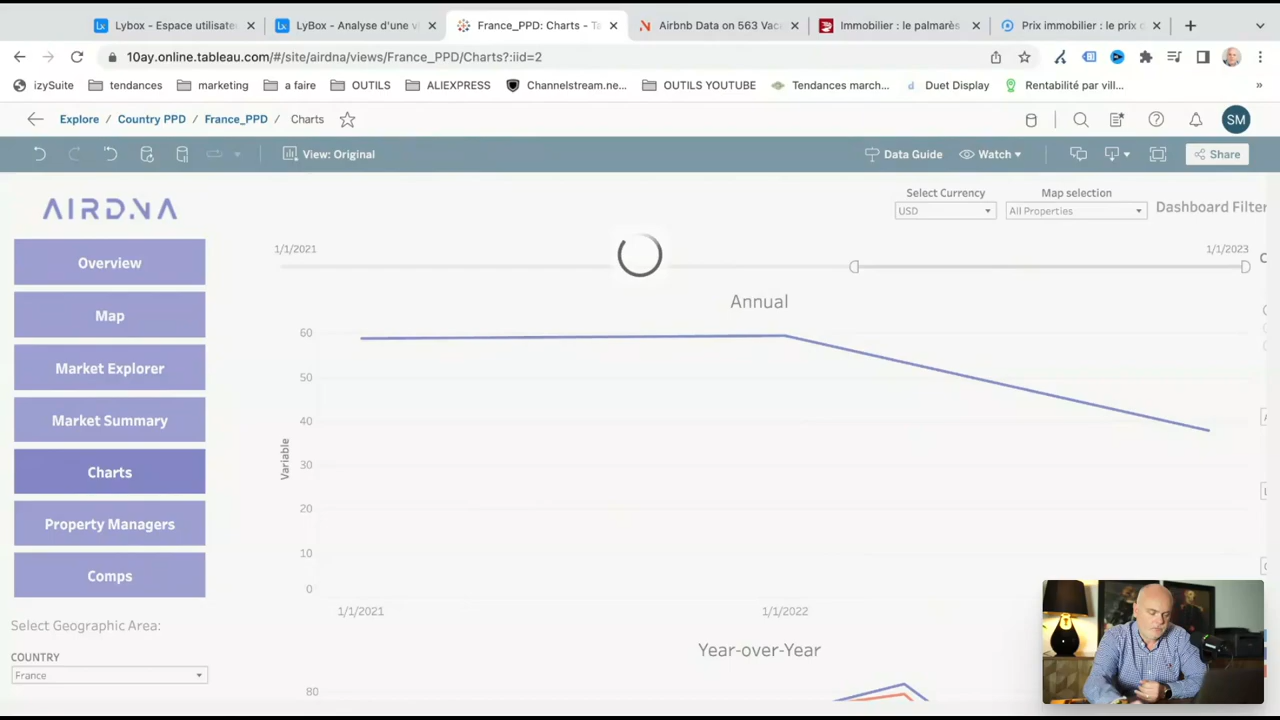 Lybox - Espace utilisate
LyBox - Analyse d'une vi
France_PPD: Charts - Ta
Airbnb Data on 563 Vaca
Immobilier : le palmarès
Prix immobilier : le prix d
10ay.online.tableau.com/#/site/airdna/views/France_PPD/Charts?:iid=2
izySuite
tendances
marketing
a faire
OUTILS
ALIEXPRESS
Channelstream.ne...
OUTILS YOUTUBE
Tendances march...
Duet Display
Rentabilité par vill...
»
Explore / Country PPD / France_PPD / Charts
SM
View: Original
Data Guide
Watch
Share
AIRDNA
Select Currency
USD
Map selection
All Properties
Dashboard Filter
1/1/2021
1/1/2023
Overview
Map
Market Explorer
Market Summary
Charts
Property Managers
Comps
Select Geographic Area:
COUNTRY
France
Annual
Variable
60
50
40
30
20
10
0
1/1/2021
1/1/2022
Year-over-Year
80